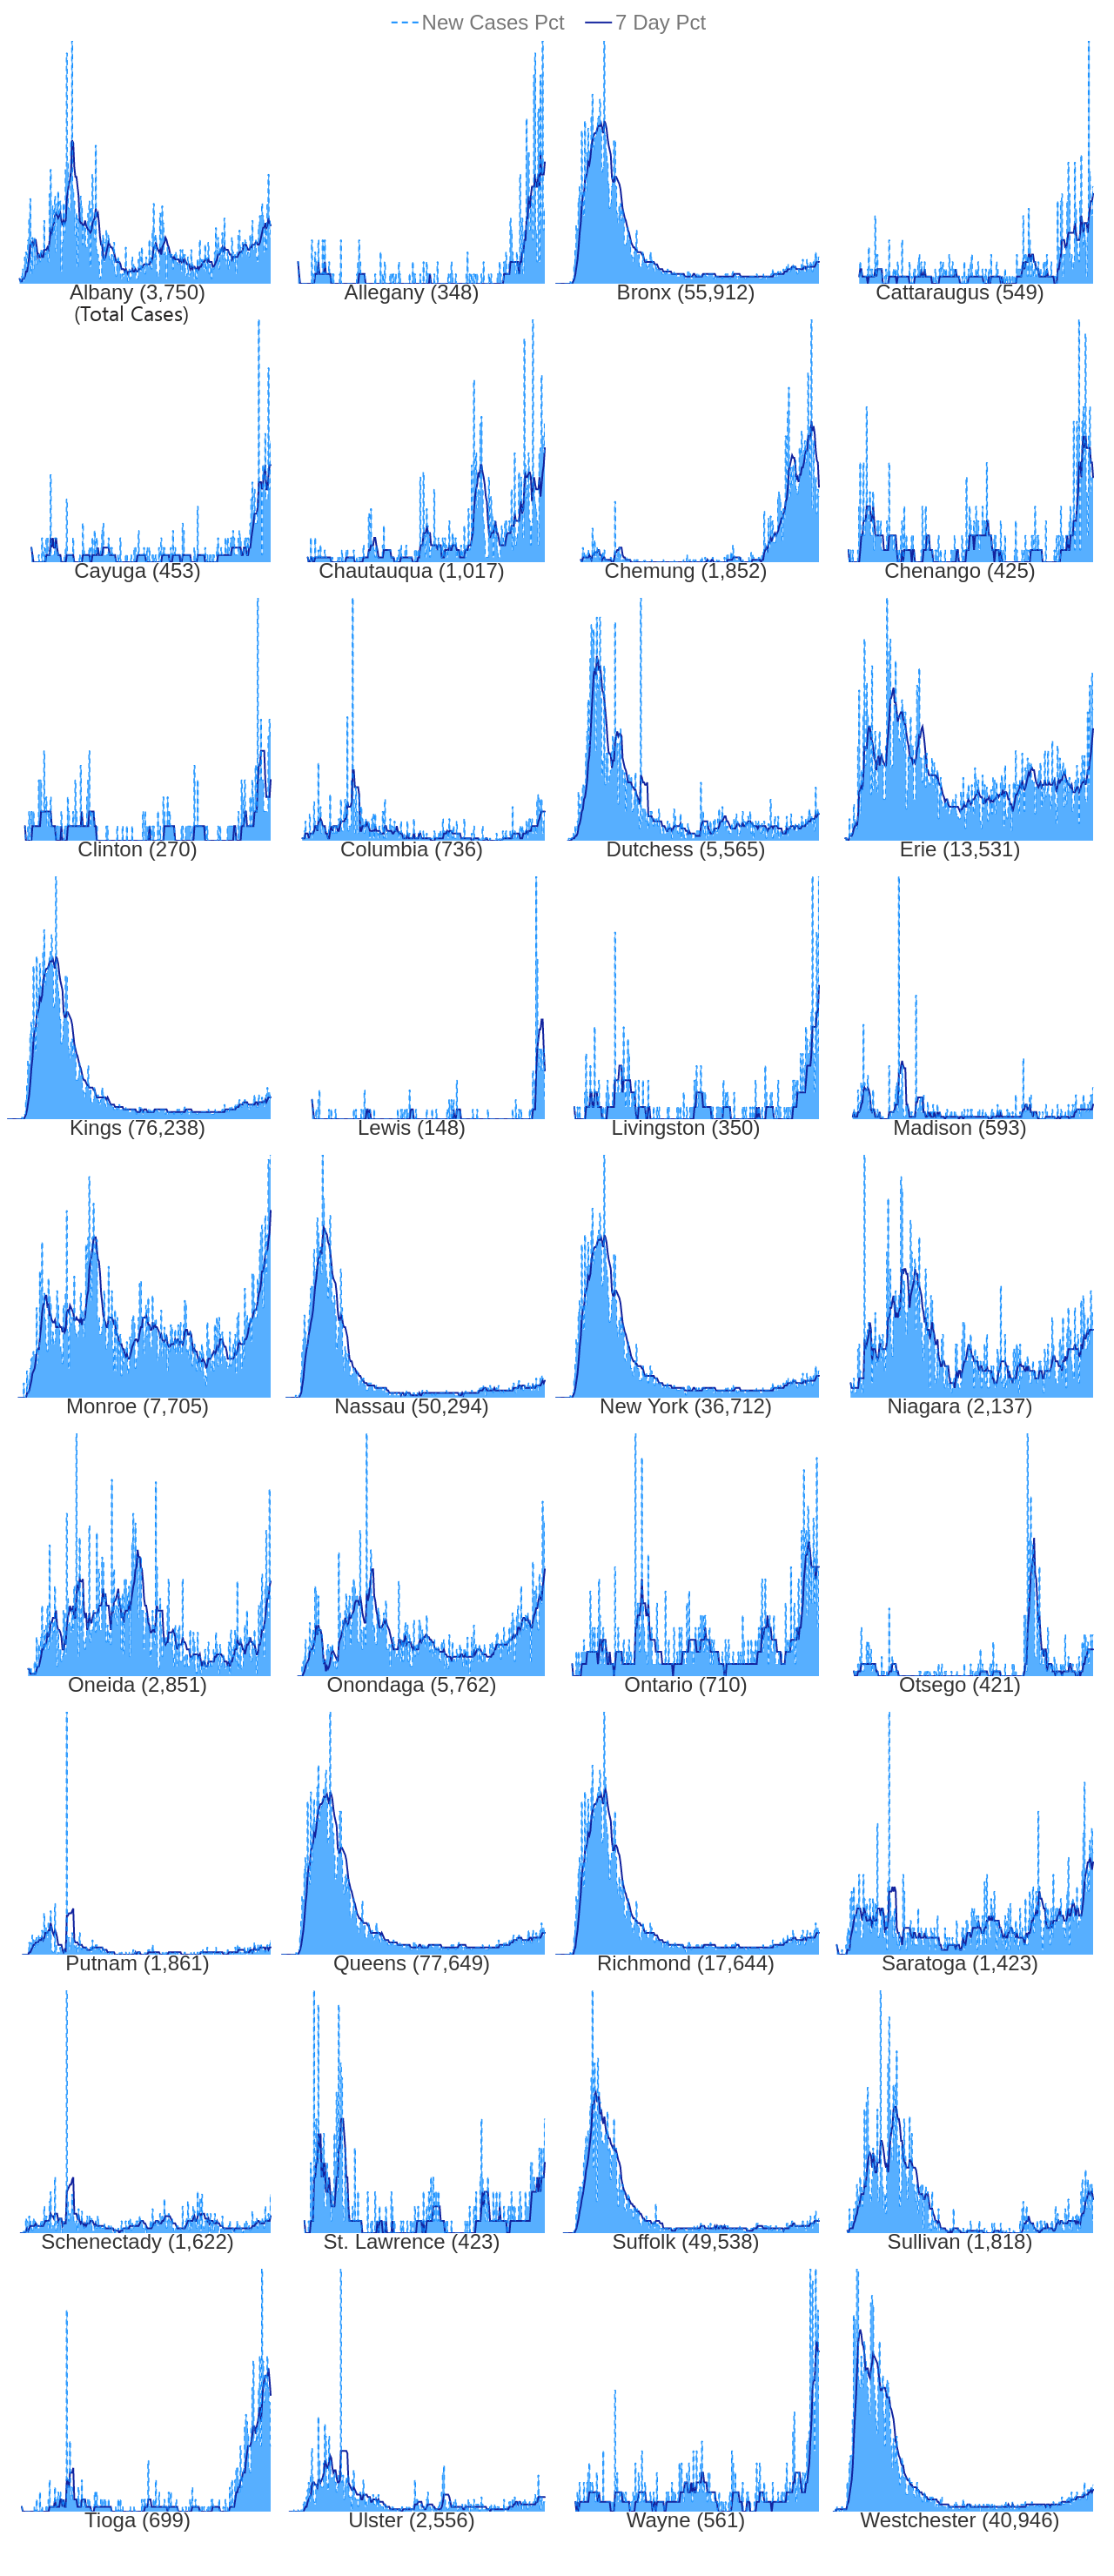 New Cases Pct 7 Day Pct
Albany (3,750) Allegany (348) Bronx (55,912) Cattaraugus (549)
(Total Cases)
Cayuga (453) Chautauqua (1,017) Chemung (1,852) Chenango (425)
Clinton (270) Columbia (736) Dutchess (5,565) Erie (13,531)
Kings (76,238) Lewis (148) Livingston (350) Madison (593)
Monroe (7,705) Nassau (50,294) New York (36,712) Niagara (2,137)
Oneida (2,851) Onondaga (5,762) Ontario (710) Otsego (421)
Putnam (1,861) Queens (77,649) Richmond (17,644) Saratoga (1,423)
Schenectady (1,622) St. Lawrence (423) Suffolk (49,538) Sullivan (1,818)
Tioga (699) Ulster (2,556) Wayne (561) Westchester (40,946)